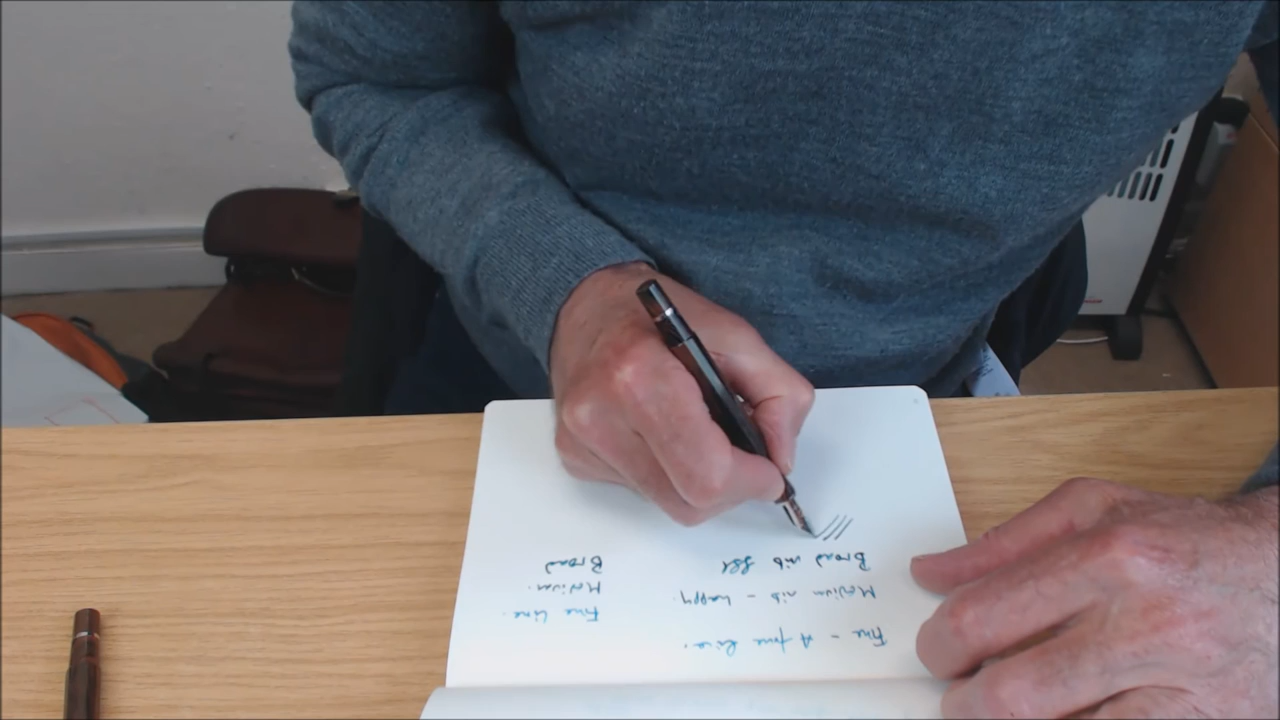 Fine - A fine line.
Fine line.
Medium nib - happy. Medium.
Broad nib Broad